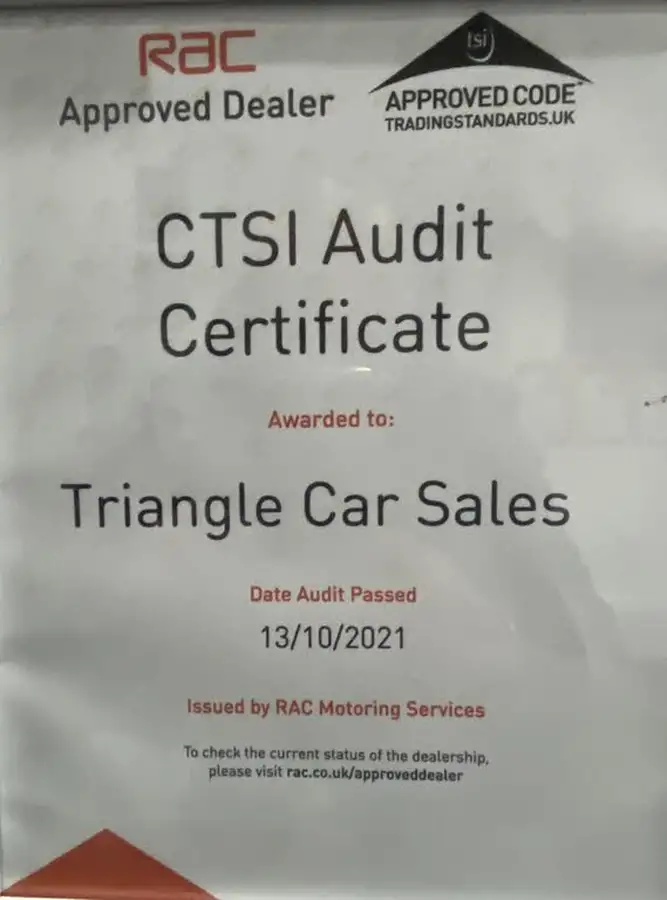 RAC
Approved Dealer
tsi
APPROVED CODE
TRADINGSTANDARDS.UK
CTSI Audit
Certificate
Awarded to:
Triangle Car Sales
Date Audit Passed
13/10/2021
Issued by RAC Motoring Services
To check the current status of the dealership,
please visit rac.co.uk/approveddealer